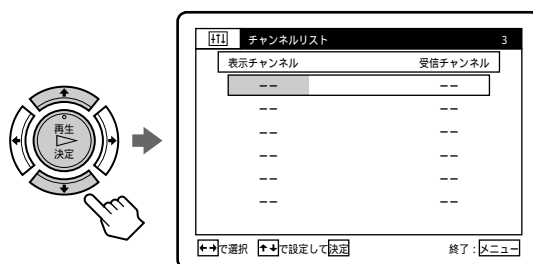 チャンネルリスト 3
表示チャンネル 受信チャンネル
-- --
-- --
-- --
-- --
-- --
-- --
再生
決定
←→で選択 ↑↓で設定して決定 終了：メニュー